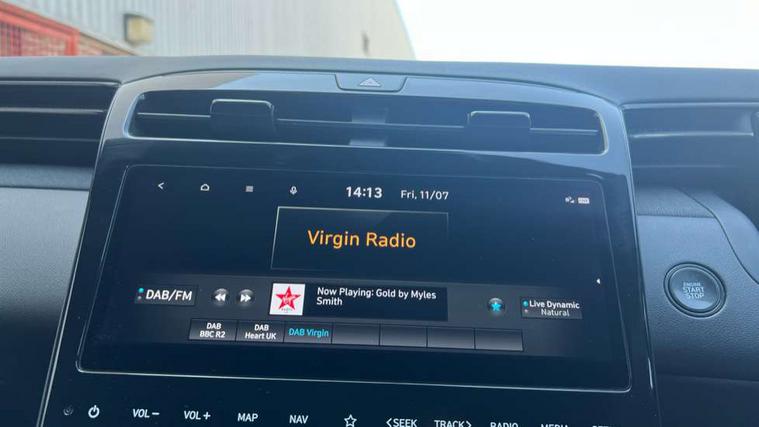 14:13 Fri, 11/07
Virgin Radio
DAB/FM
Now Playing: Gold by Myles
Smith
Live Dynamic
Natural
DAB
BBC R2
DAB
Heart UK
DAB Virgin
ENGINE
START
STOP
VOL− VOL+ MAP NAV <SEEK TRACK> RADIO MEDIA